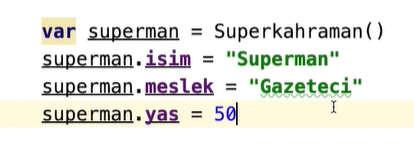 var superman = Superkahraman()
superman.isim = "Superman"
superman.meslek = "Gazeteci"
superman.yas = 50